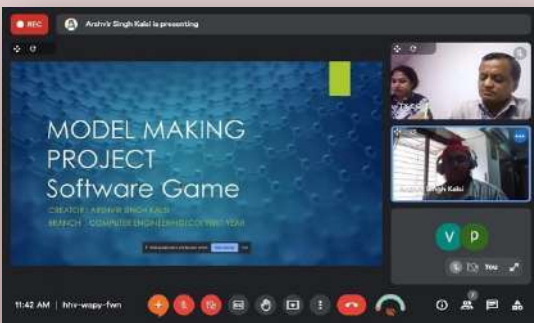 REC
Arshvir Singh Kalsi is presenting
MODEL MAKING
PROJECT
Software Game
CREATOR : ARSHVIR SINGH KALSI
BRANCH : COMPUTER ENGINEERING(CO) FIRST YEAR
Arshvir Singh Kalsi
V
P
You
7
11:42 AM | hhv-wapy-fwn